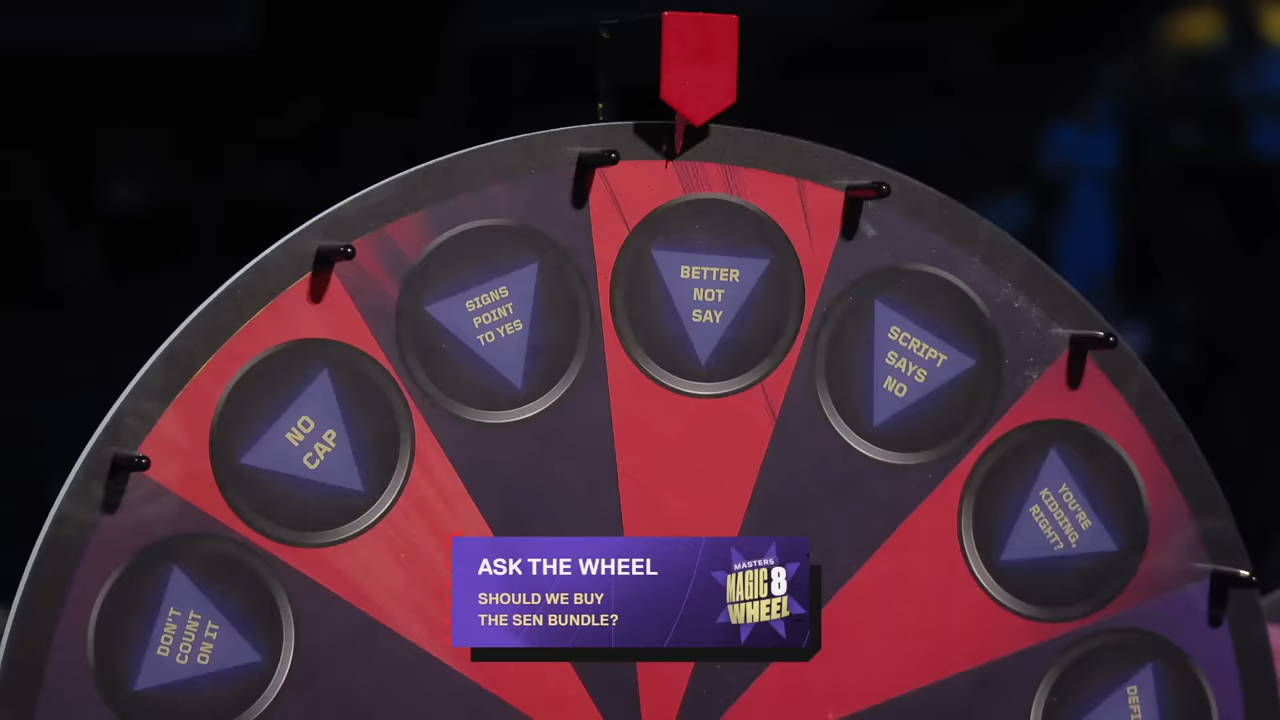 BETTER
NOT
SAY
SIGNS
POINT
TO YES
SCRIPT
SAYS
NO
NO
CAP
YOU'RE
KIDDING,
RIGHT?
DON'T
COUNT
ON IT
ASK THE WHEEL
SHOULD WE BUY
THE SEN BUNDLE?
MASTERS
MAGIC 8
WHEEL